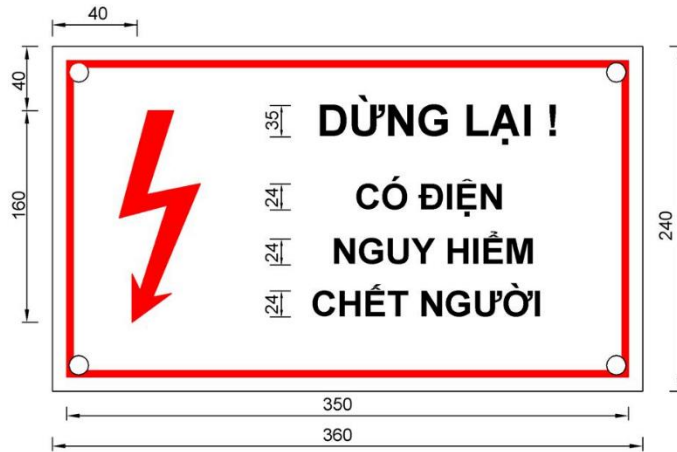 40
40
35
DỪNG LẠI !
160
24
CÓ ĐIỆN
240
24
NGUY HIỂM
24
CHẾT NGƯỜI
350
360